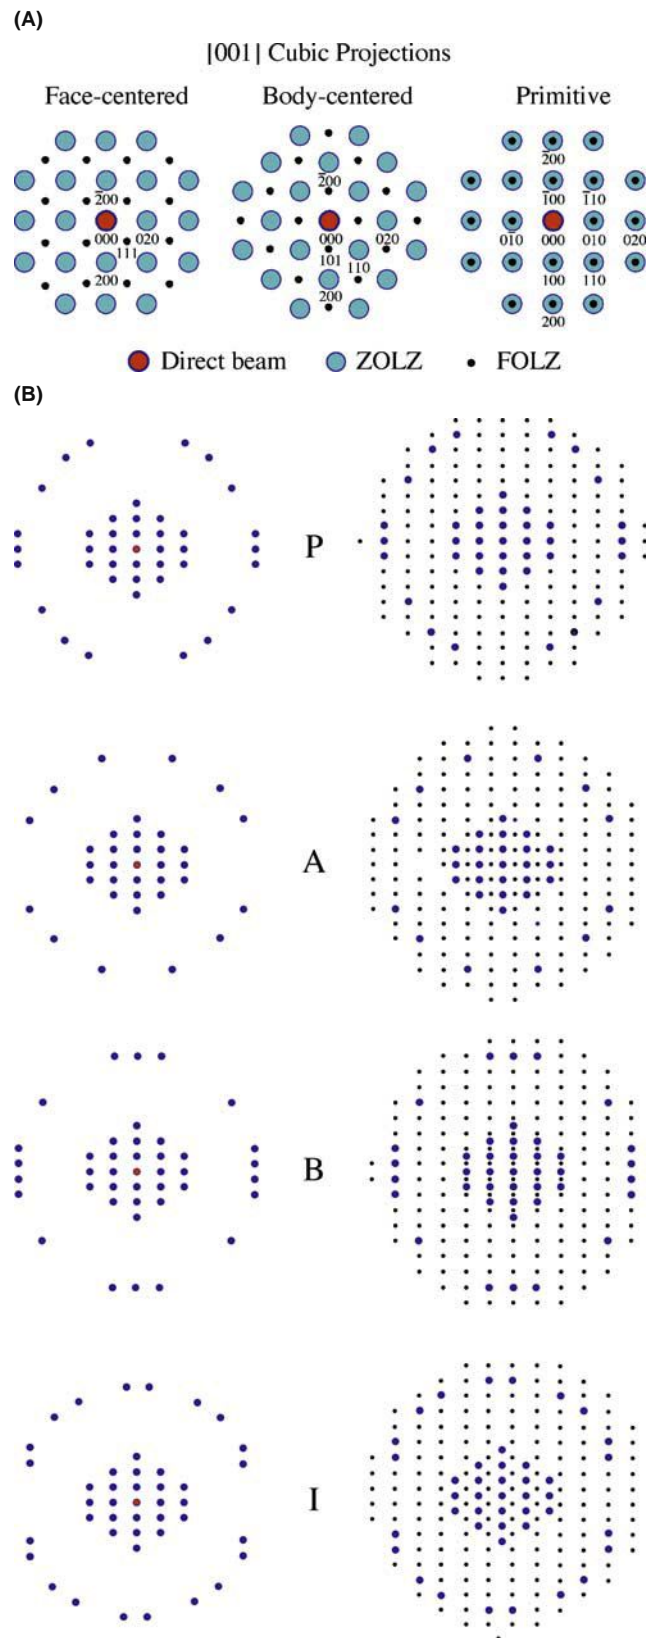 (A)
[001] Cubic Projections
Face-centered Body-centered Primitive
2̅00 2̅00 2̅00
1̅00 1̅10
000 020 000 020 01̅0 000 010 020
111 101 110
200 200 100 110
200
Direct beam ZOLZ FOLZ
(B)
P
A
B
I